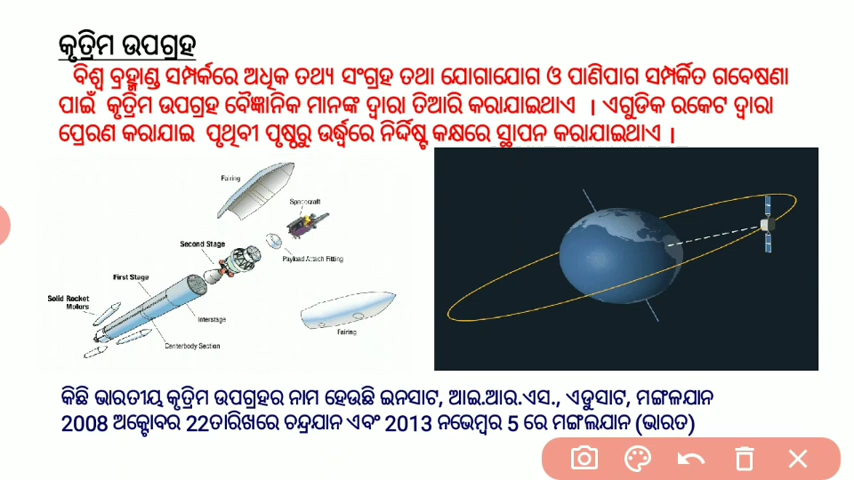 କୃତ୍ରିମ ଉପଗ୍ରହ
ବିଶ୍ୱ ବ୍ରହ୍ମାଣ୍ଡ ସମ୍ପର୍କରେ ଅଧିକ ତଥ୍ୟ ସଂଗ୍ରହ ତଥା ଯୋଗାଯୋଗ ଓ ପାଣିପାଗ ସମ୍ପର୍କିତ ଗବେଷଣା
ପାଇଁ କୃତ୍ରିମ ଉପଗ୍ରହ ବୈଜ୍ଞାନିକ ମାନଙ୍କ ଦ୍ୱାରା ତିଆରି କରାଯାଇଥାଏ । ଏଗୁଡିକ ରକେଟ ଦ୍ୱାରା
ପ୍ରେରଣ କରାଯାଇ ପୃଥିବୀ ପୃଷ୍ଠରୁ ଉର୍ଦ୍ଧ୍ୱରେ ନିର୍ଦ୍ଦିଷ୍ଟ କକ୍ଷରେ ସ୍ଥାପନ କରାଯାଇଥାଏ ।
Fairing
Spacecraft
Second Stage
Payload Attach Fitting
First Stage
Solid Rocket
Motors
Interstage
Fairing
Centerbody Section
କିଛି ଭାରତୀୟ କୃତ୍ରିମ ଉପଗ୍ରହର ନାମ ହେଉଛି ଇନସାଟ, ଆଇ.ଆର.ଏସ., ଏଡୁସାଟ, ମଙ୍ଗଳଯାନ
2008 ଅକ୍ଟୋବର 22ତାରିଖରେ ଚନ୍ଦ୍ରଯାନ ଏବଂ 2013 ନଭେମ୍ବର 5 ରେ ମଙ୍ଗଲଯାନ (ଭାରତ)